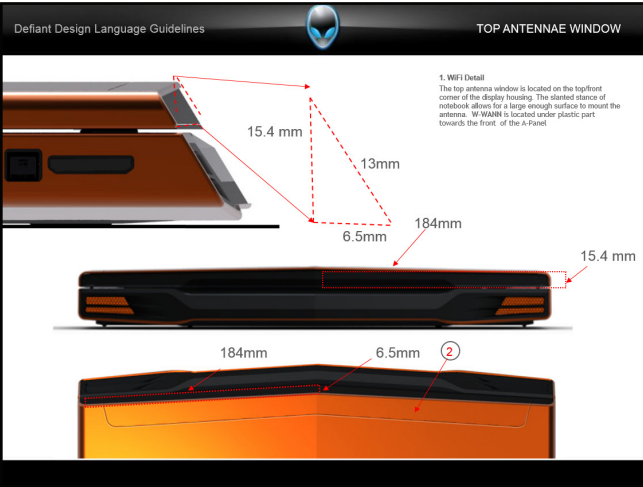 Defiant Design Language Guidelines
TOP ANTENNAE WINDOW
1. WiFi Detail
The top antenna window is located on the top/front
corner of the display housing. The slanted stance of
notebook allows for a large enough surface to mount the
antenna. W-WANN is located under plastic part
towards the front of the A-Panel
15.4 mm
13mm
6.5mm
184mm
15.4 mm
184mm
6.5mm
2